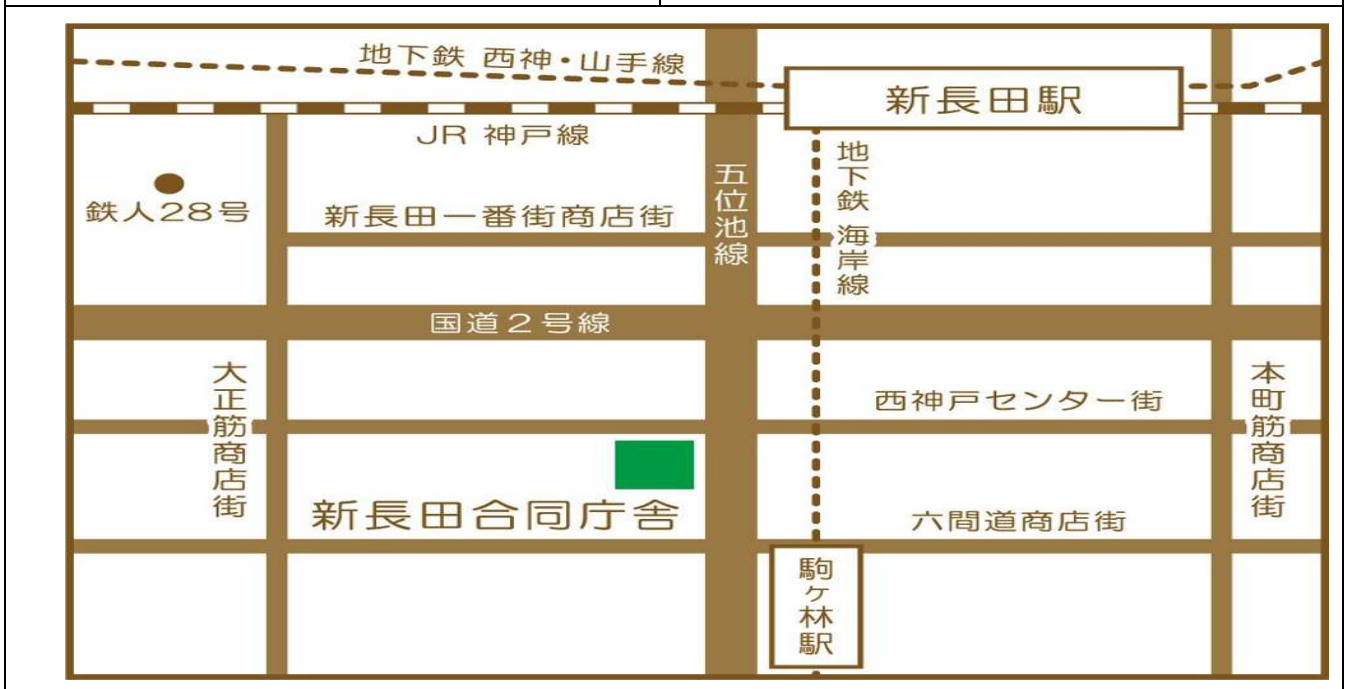 地下鉄 西神・山手線
新長田駅
JR 神戸線
鉄人28号
新長田一番街商店街
五位池線
地下鉄 海岸線
国道2号線
大正筋商店街
西神戸センター街
本町筋商店街
新長田合同庁舎
六間道商店街
駒ヶ林駅